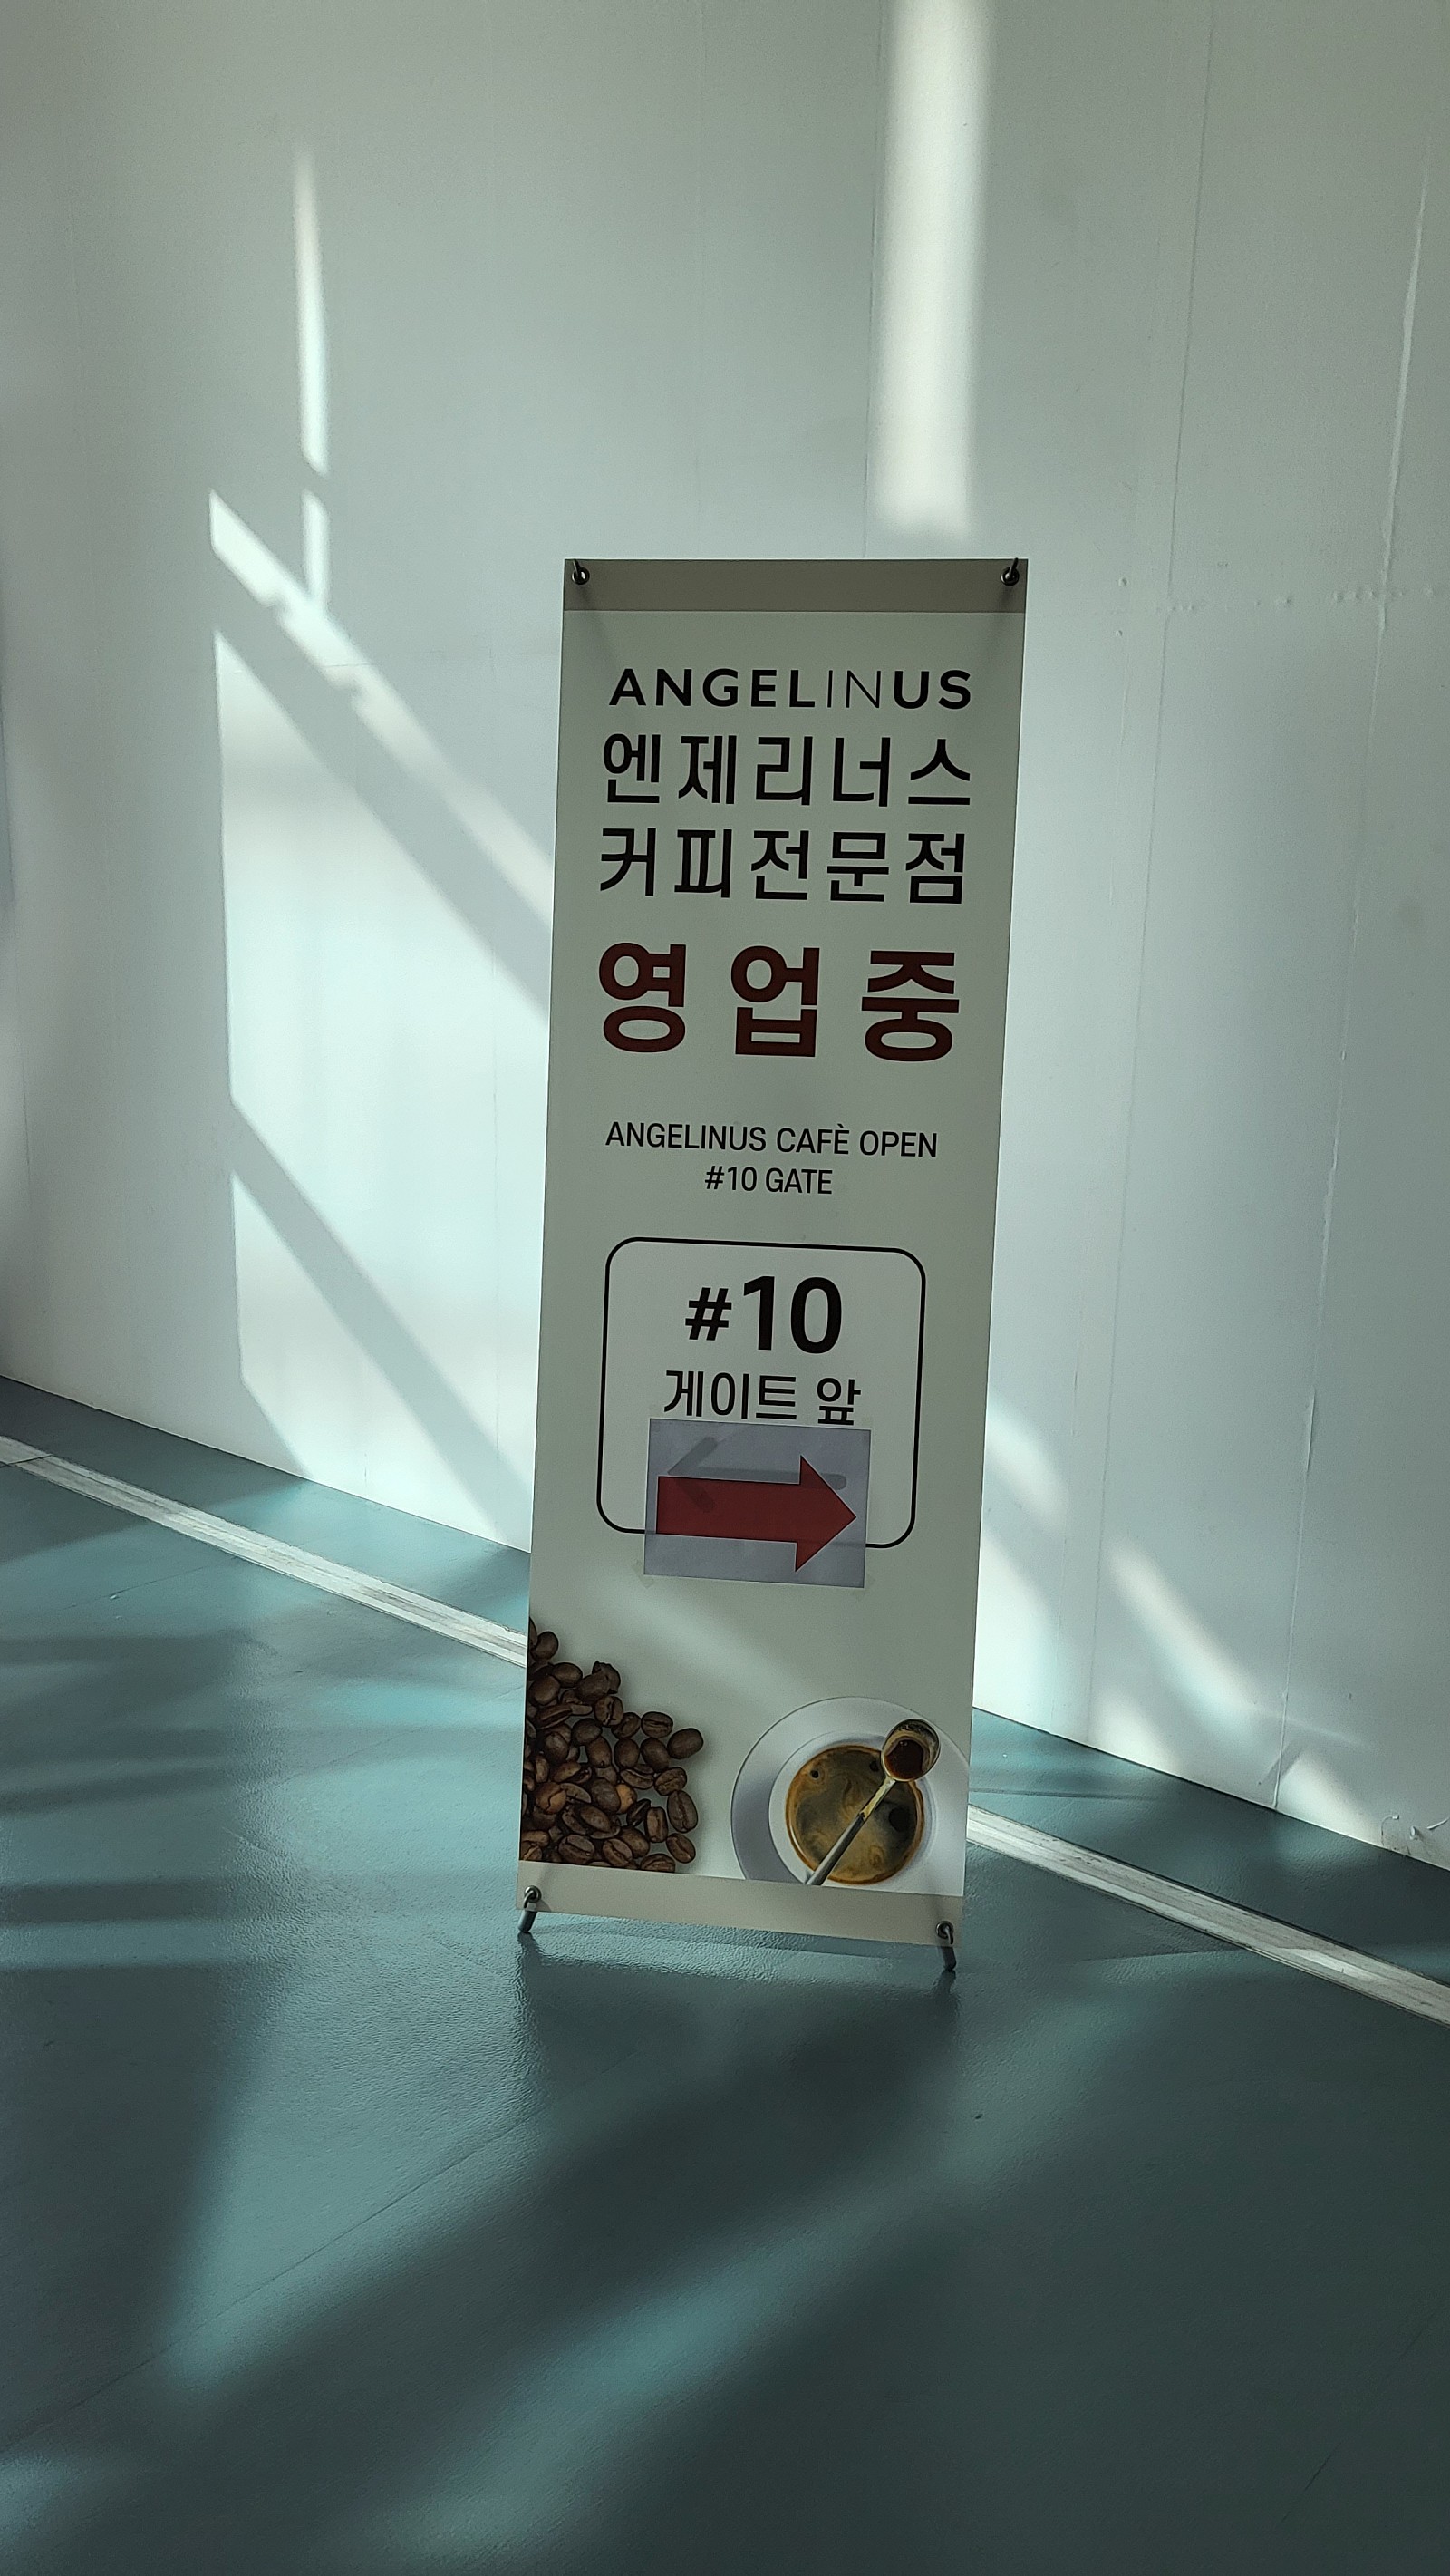 ANGELINUS
엔제리너스
커피전문점
영업중
ANGELINUS CAFÈ OPEN
#10 GATE
#10
게이트 앞